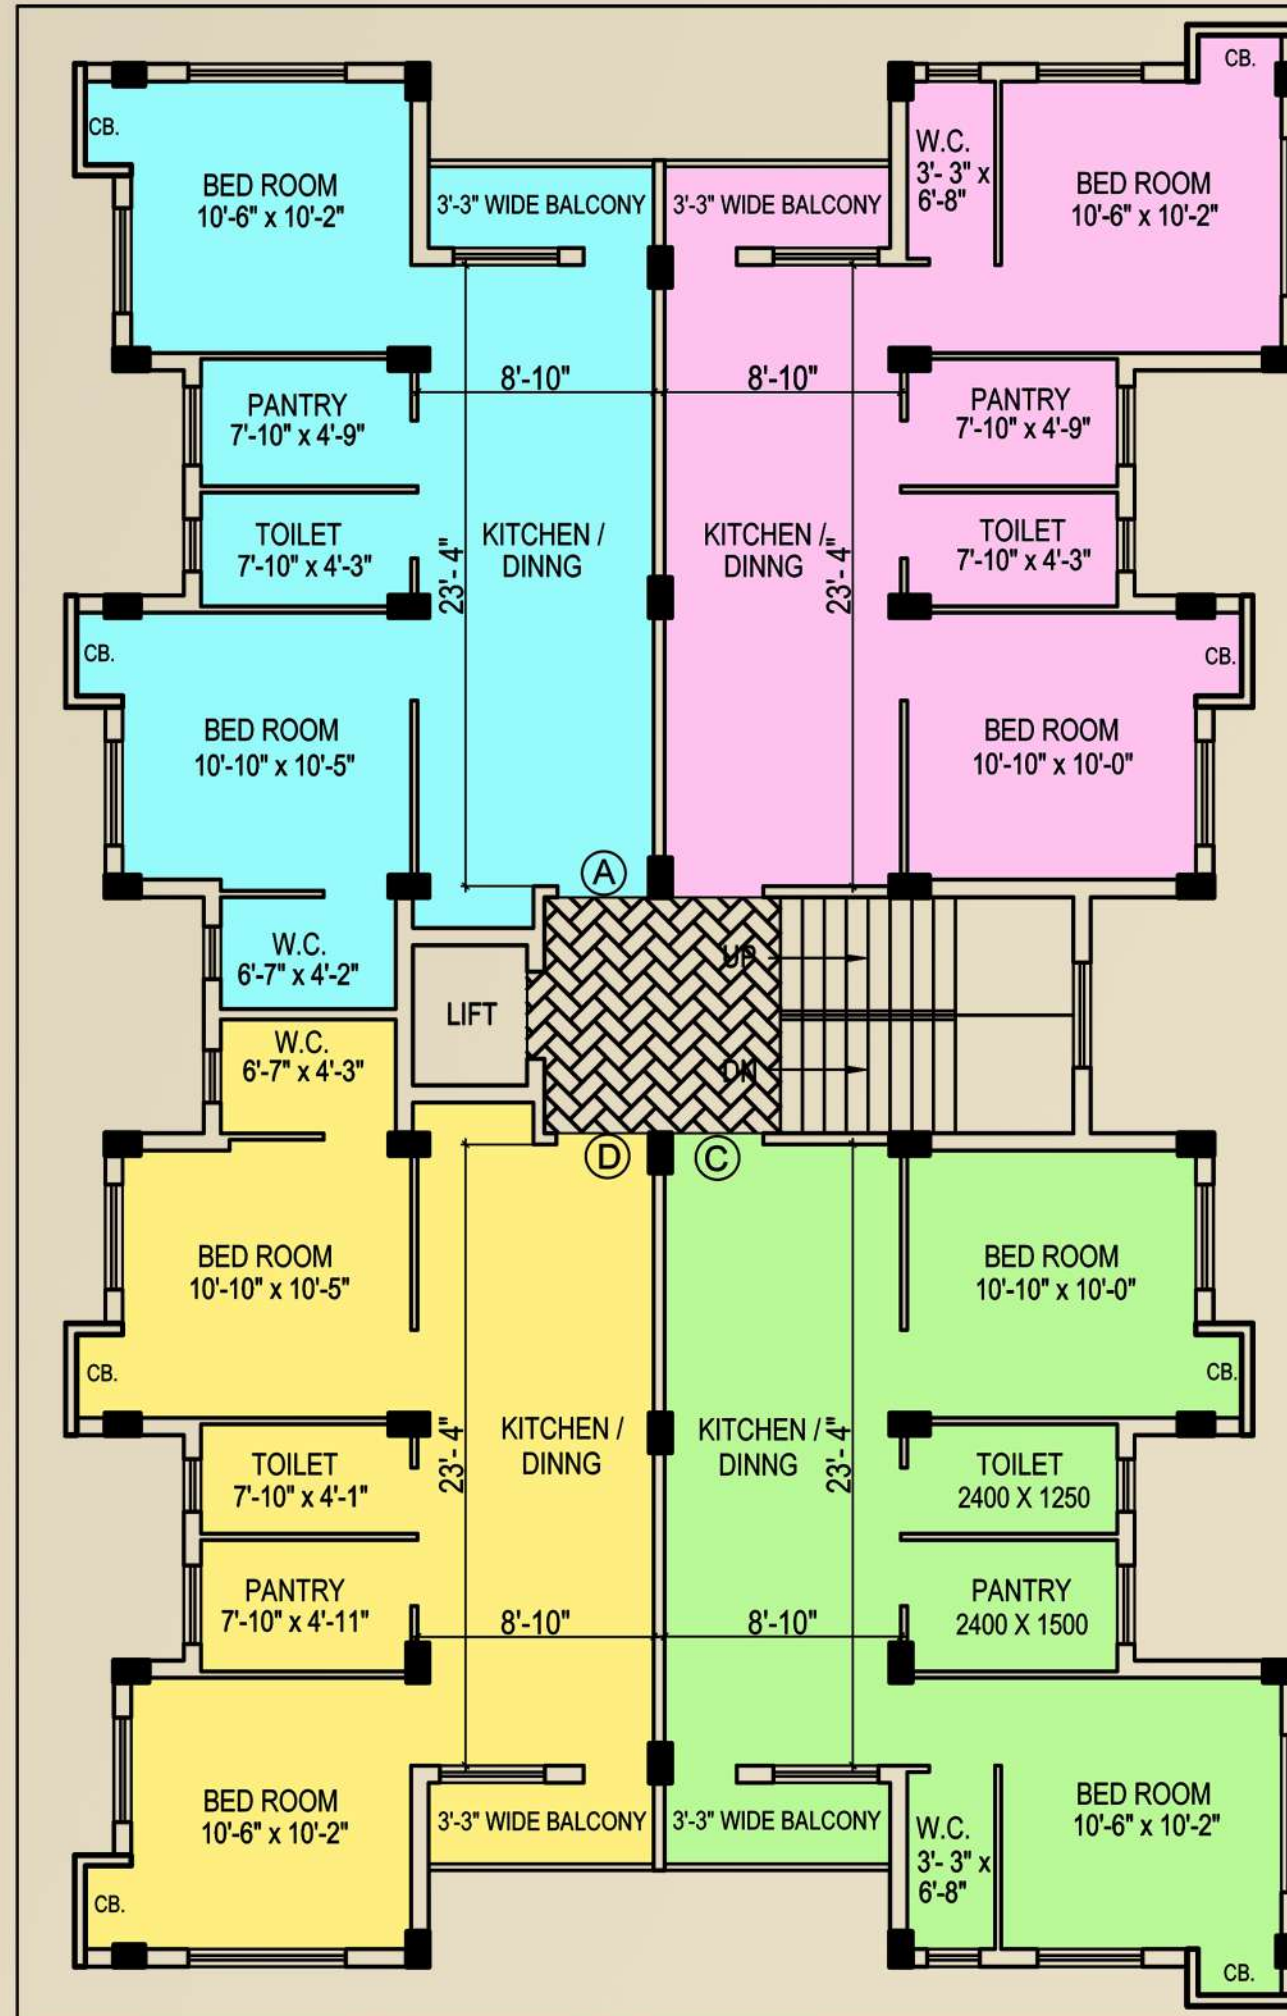 CB.
CB.
W.C.
3'- 3" x
6'-8"
BED ROOM
10'-6" x 10'-2"
3'-3" WIDE BALCONY
3'-3" WIDE BALCONY
BED ROOM
10'-6" x 10'-2"
8'-10"
8'-10"
PANTRY
7'-10" x 4'-9"
PANTRY
7'-10" x 4'-9"
TOILET
7'-10" x 4'-3"
23'- 4"
KITCHEN /
DINNG
KITCHEN /
DINNG
23'- 4"
TOILET
7'-10" x 4'-3"
CB.
CB.
BED ROOM
10'-10" x 10'-5"
BED ROOM
10'-10" x 10'-0"
A
W.C.
6'-7" x 4'-2"
UP
LIFT
W.C.
6'-7" x 4'-3"
DN
D
C
BED ROOM
10'-10" x 10'-5"
BED ROOM
10'-10" x 10'-0"
CB.
CB.
23'- 4"
KITCHEN /
DINNG
KITCHEN /
DINNG
23'- 4"
TOILET
7'-10" x 4'-1"
TOILET
2400 X 1250
PANTRY
7'-10" x 4'-11"
8'-10"
8'-10"
PANTRY
2400 X 1500
BED ROOM
10'-6" x 10'-2"
3'-3" WIDE BALCONY
3'-3" WIDE BALCONY
W.C.
3'- 3" x
6'-8"
BED ROOM
10'-6" x 10'-2"
CB.
CB.